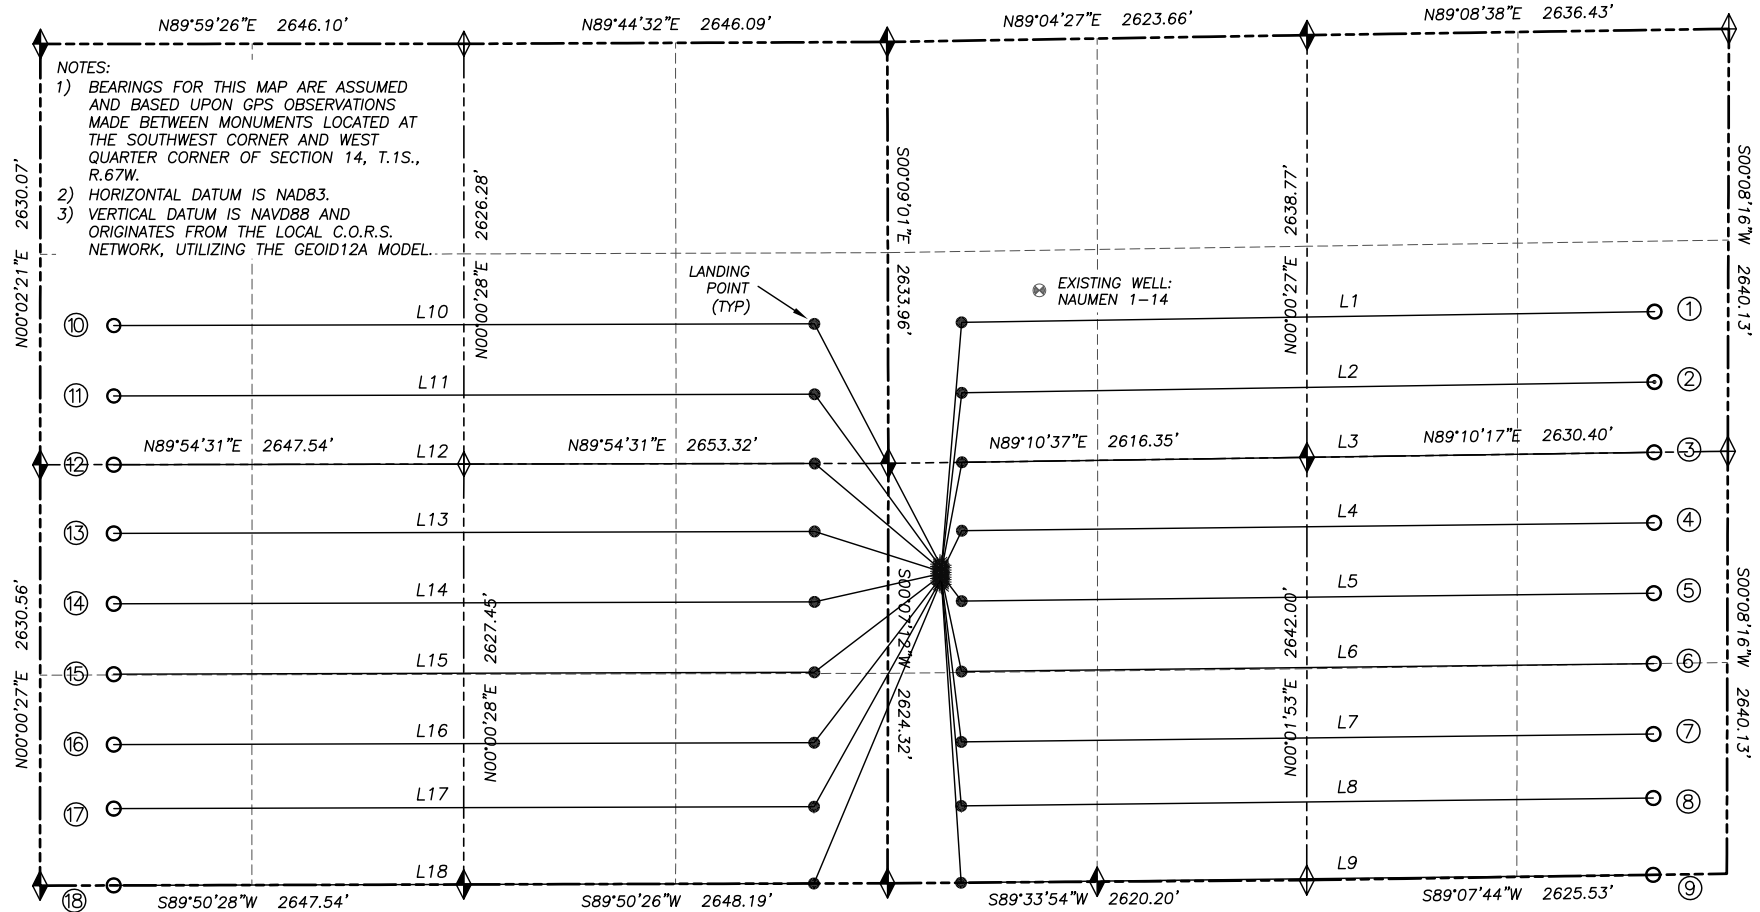 N89°59'26"E 2646.10'
N89°44'32"E 2646.09'
N89°04'27"E 2623.66'
N89°08'38"E 2636.43'
NOTES:
1) BEARINGS FOR THIS MAP ARE ASSUMED
AND BASED UPON GPS OBSERVATIONS
MADE BETWEEN MONUMENTS LOCATED AT
THE SOUTHWEST CORNER AND WEST
QUARTER CORNER OF SECTION 14, T.1S.,
R.67W.
2) HORIZONTAL DATUM IS NAD83.
3) VERTICAL DATUM IS NAVD88 AND
ORIGINATES FROM THE LOCAL C.O.R.S.
NETWORK, UTILIZING THE GEOID12A MODEL.
N00°02'21"E 2630.07'
N00°00'28"E 2626.28'
S00°09'01"E 2633.96'
N00°00'27"E 2638.77'
S00°08'16"W 2640.13'
LANDING
POINT
(TYP)
EXISTING WELL:
NAUMEN 1-14
10 L10
L1 1
11 L11
L2 2
N89°54'31"E 2647.54'
N89°54'31"E 2653.32'
N89°10'37"E 2616.35'
N89°10'17"E 2630.40'
12 L12
L3 3
13 L13
L4 4
14 L14
L5 5
15 L15
L6 6
16 L16
L7 7
17 L17
L8 8
18 L18
L9 9
N00°00'27"E 2630.56'
N00°00'28"E 2627.45'
S00°07'12"W 2624.32'
N00°01'53"E 2642.00'
S00°08'16"W 2640.13'
S89°50'28"W 2647.54'
S89°50'26"W 2648.19'
S89°33'54"W 2620.20'
S89°07'44"W 2625.53'